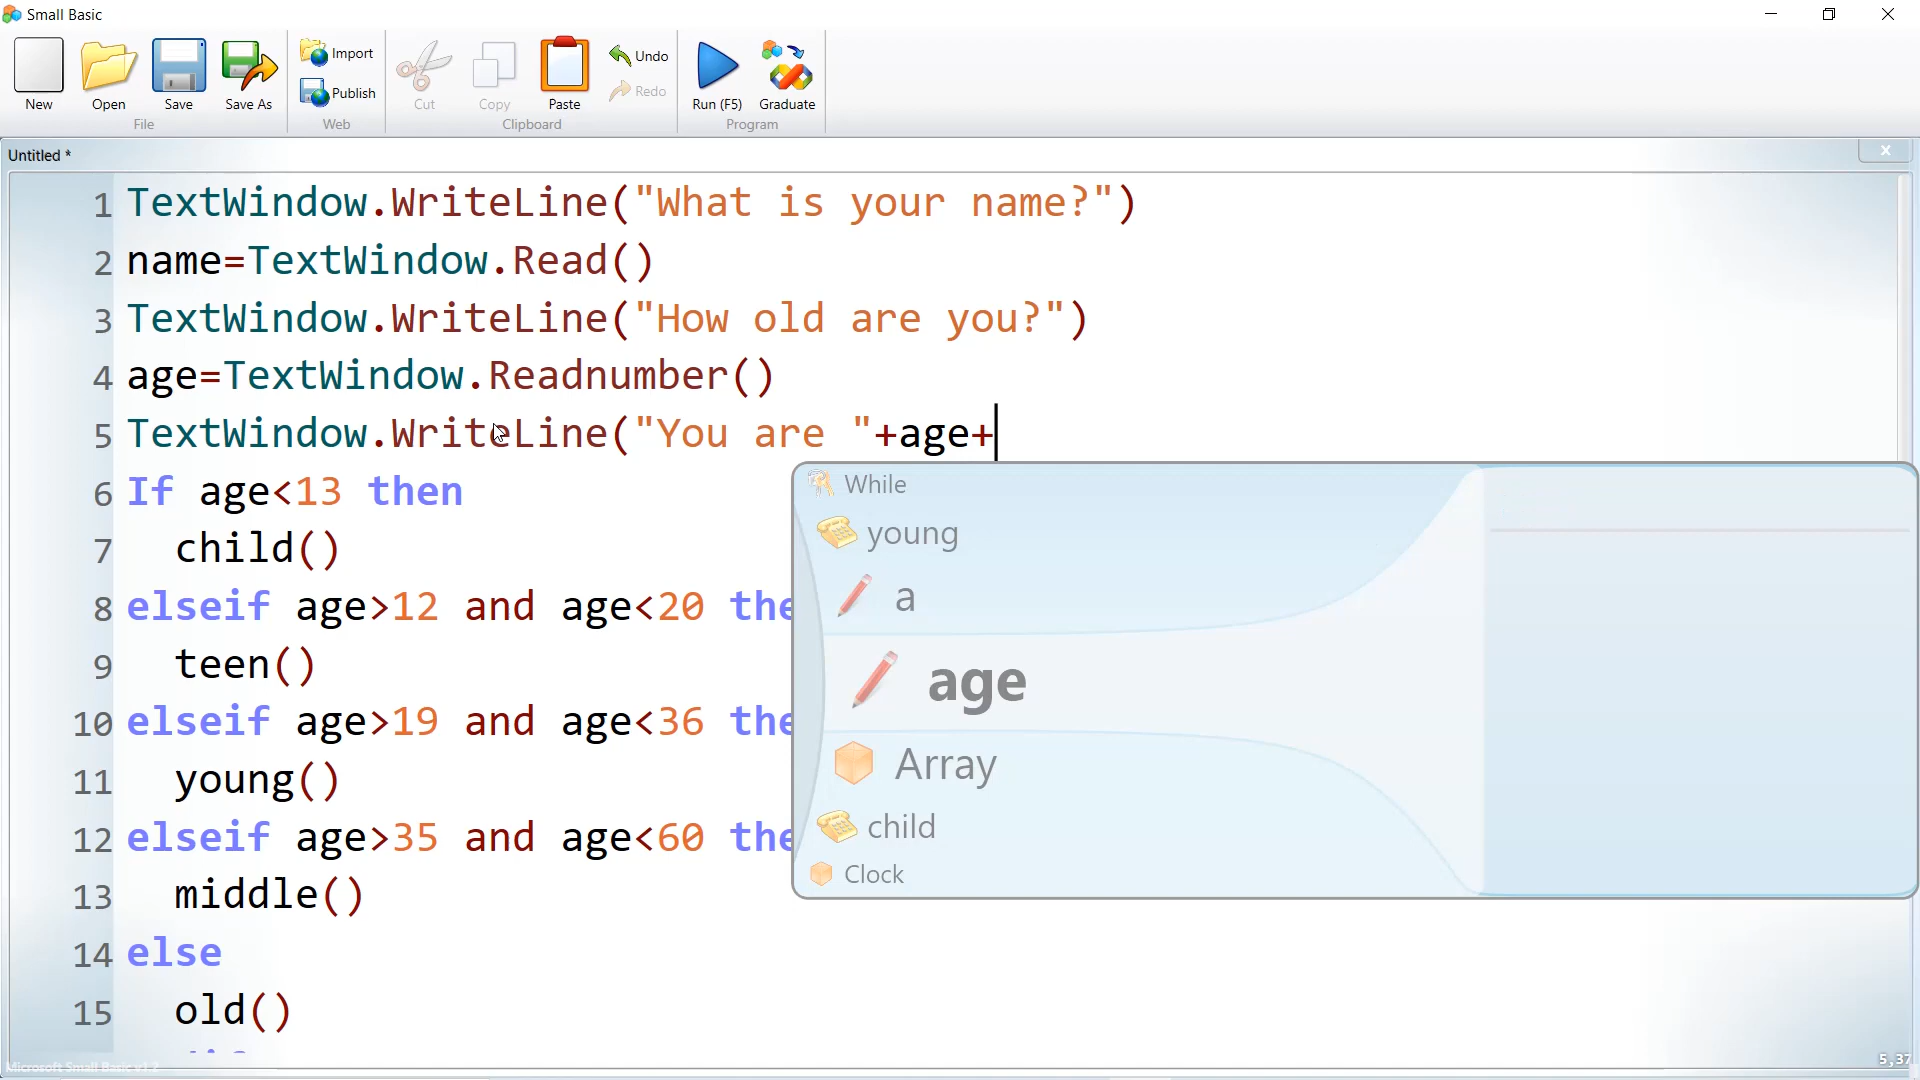 Small Basic
New
Open
Save
Save As
Import
Publish
Cut
Copy
Paste
Undo
Redo
Run (F5)
Graduate
File
Web
Clipboard
Program
Untitled *
1 TextWindow.WriteLine("What is your name?")
2 name=TextWindow.Read()
3 TextWindow.WriteLine("How old are you?")
4 age=TextWindow.Readnumber()
5 TextWindow.WriteLine("You are "+age+
6 If age<13 then
7 child()
8 elseif age>12 and age<20 the
9 teen()
10 elseif age>19 and age<36 the
11 young()
12 elseif age>35 and age<60 the
13 middle()
14 else
15 old()
While
young
a
age
Array
child
Clock
Microsoft Small Basic v1.2
5,37